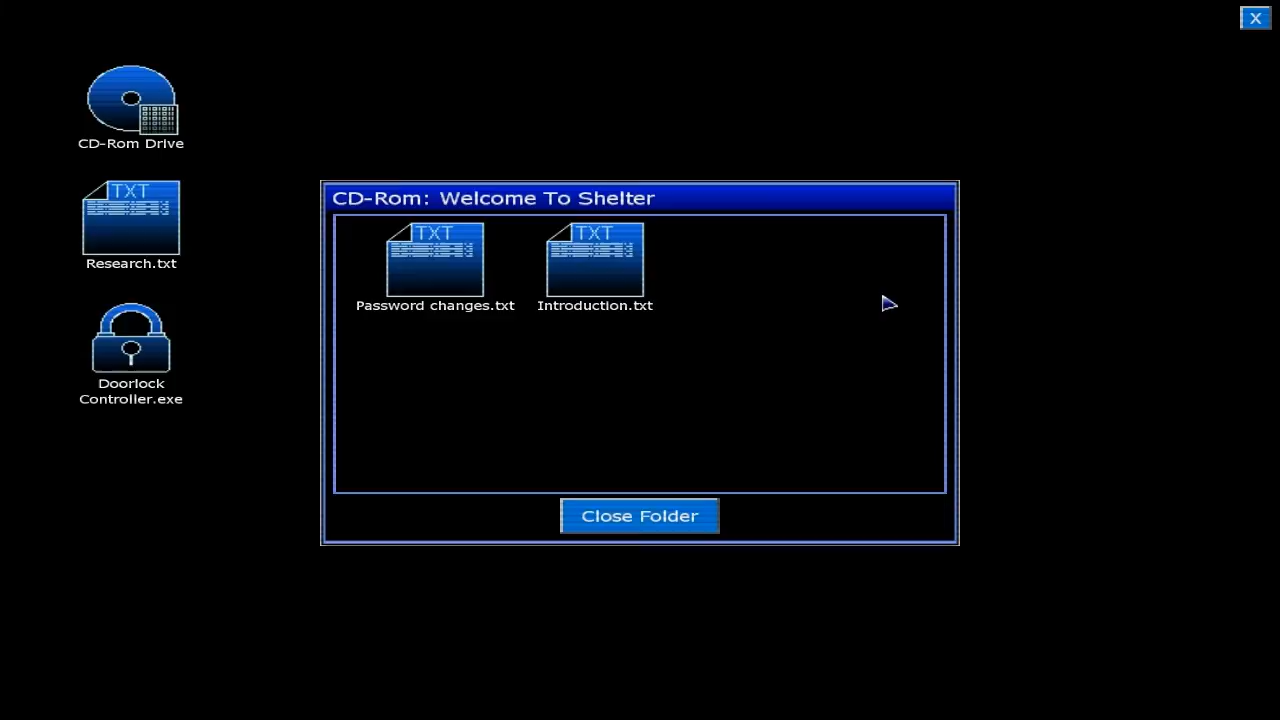 X
CD-Rom Drive
TXT
Research.txt
Doorlock
Controller.exe
CD-Rom: Welcome To Shelter
TXT
Password changes.txt
TXT
Introduction.txt
Close Folder